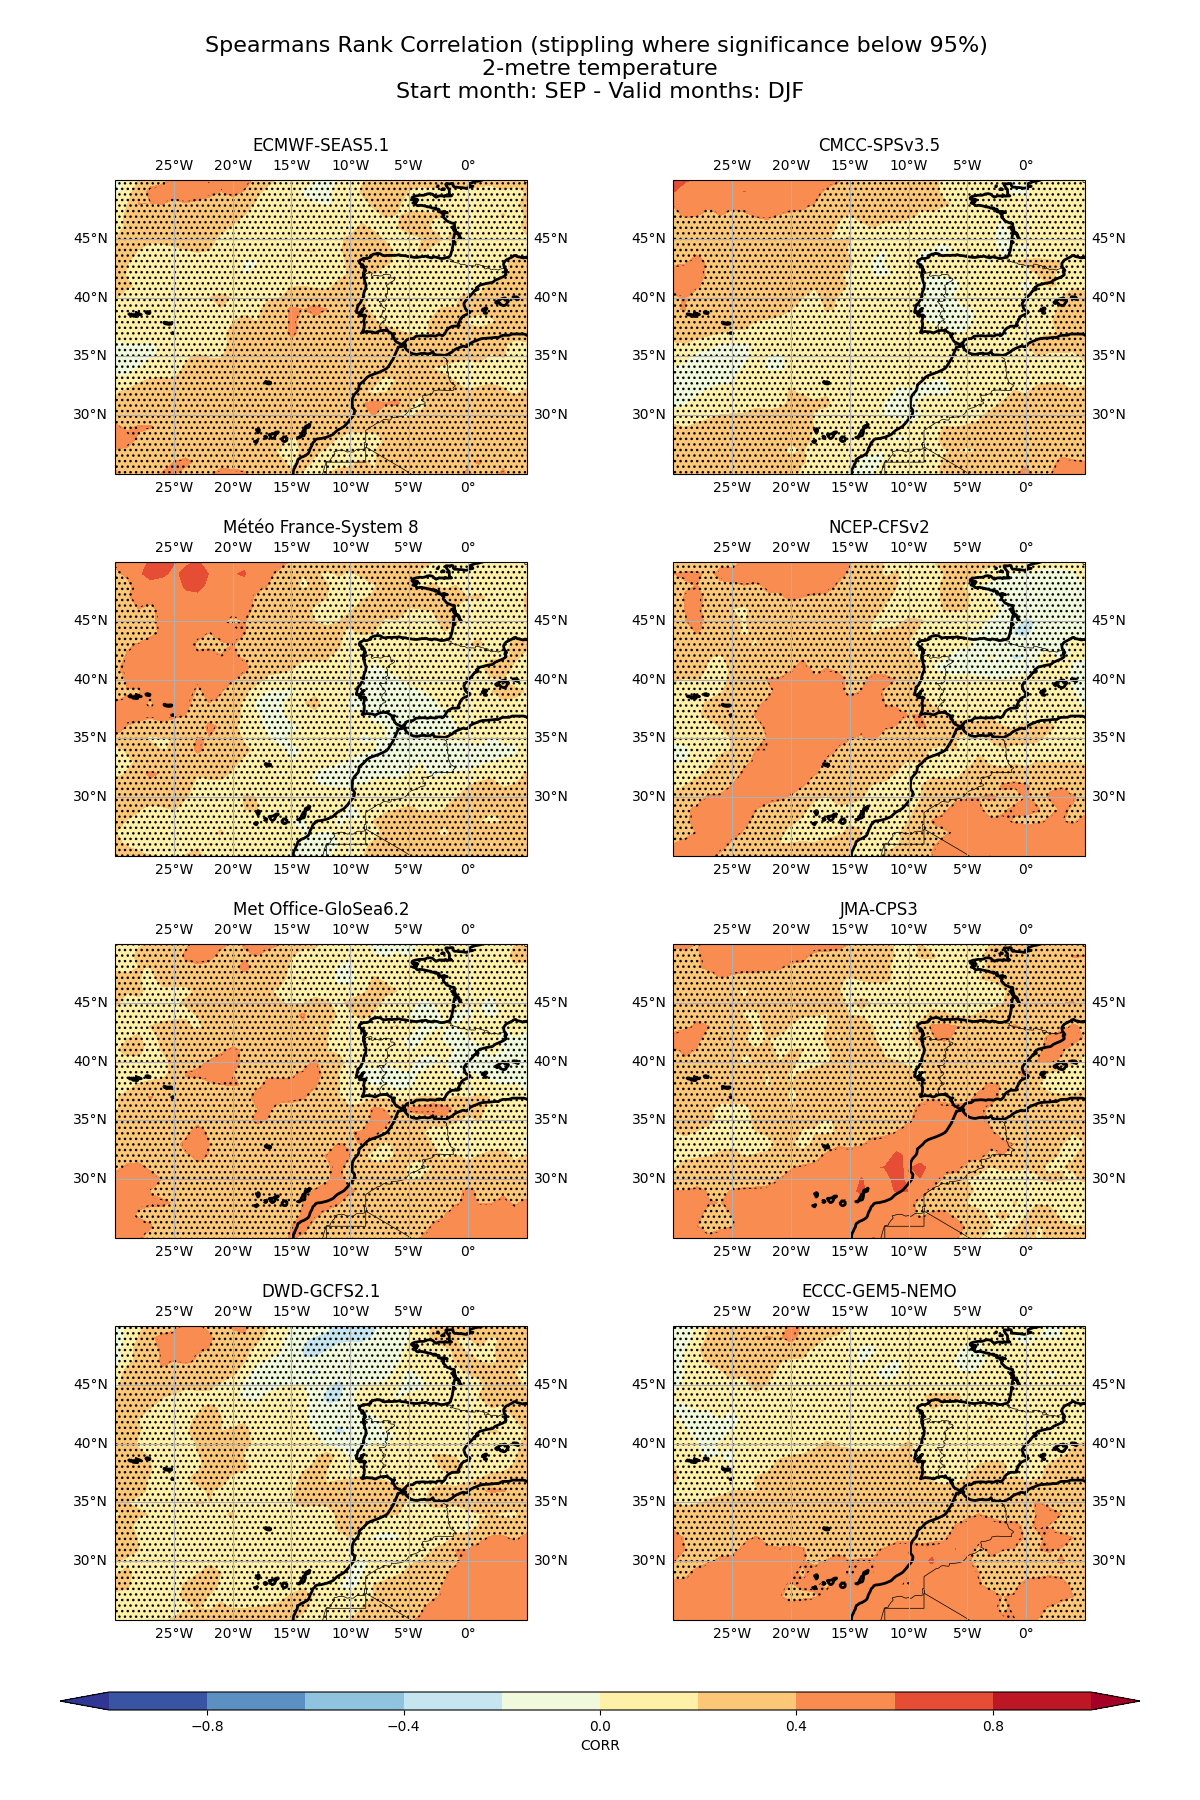 Spearmans Rank Correlation (stippling where significance below 95%)
2-metre temperature
Start month: SEP - Valid months: DJF
ECMWF-SEAS5.1 CMCC-SPSv3.5
25°W 20°W 15°W 10°W 5°W 0° 25°W 20°W 15°W 10°W 5°W 0°
45°N 45°N 45°N 45°N
40°N 40°N 40°N 40°N
35°N 35°N 35°N 35°N
30°N 30°N 30°N 30°N
25°W 20°W 15°W 10°W 5°W 0° 25°W 20°W 15°W 10°W 5°W 0°
Météo France-System 8 NCEP-CFSv2
25°W 20°W 15°W 10°W 5°W 0° 25°W 20°W 15°W 10°W 5°W 0°
45°N 45°N 45°N 45°N
40°N 40°N 40°N 40°N
35°N 35°N 35°N 35°N
30°N 30°N 30°N 30°N
25°W 20°W 15°W 10°W 5°W 0° 25°W 20°W 15°W 10°W 5°W 0°
Met Office-GloSea6.2 JMA-CPS3
25°W 20°W 15°W 10°W 5°W 0° 25°W 20°W 15°W 10°W 5°W 0°
45°N 45°N 45°N 45°N
40°N 40°N 40°N 40°N
35°N 35°N 35°N 35°N
30°N 30°N 30°N 30°N
25°W 20°W 15°W 10°W 5°W 0° 25°W 20°W 15°W 10°W 5°W 0°
DWD-GCFS2.1 ECCC-GEM5-NEMO
25°W 20°W 15°W 10°W 5°W 0° 25°W 20°W 15°W 10°W 5°W 0°
45°N 45°N 45°N 45°N
40°N 40°N 40°N 40°N
35°N 35°N 35°N 35°N
30°N 30°N 30°N 30°N
25°W 20°W 15°W 10°W 5°W 0° 25°W 20°W 15°W 10°W 5°W 0°
−0.8 −0.4 0.0 0.4 0.8
CORR